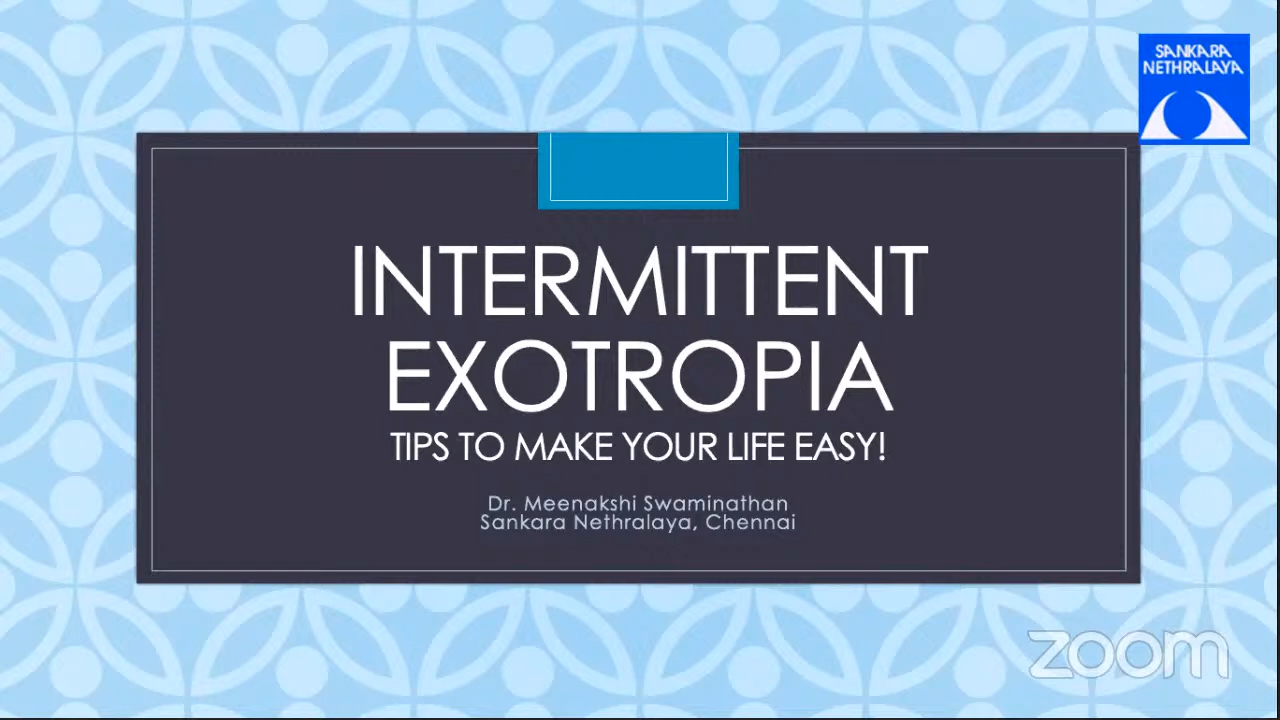 SANKARA
NETHRALAYA
INTERMITTENT
EXOTROPIA
TIPS TO MAKE YOUR LIFE EASY!
Dr. Meenakshi Swaminathan
Sankara Nethralaya, Chennai
zoom